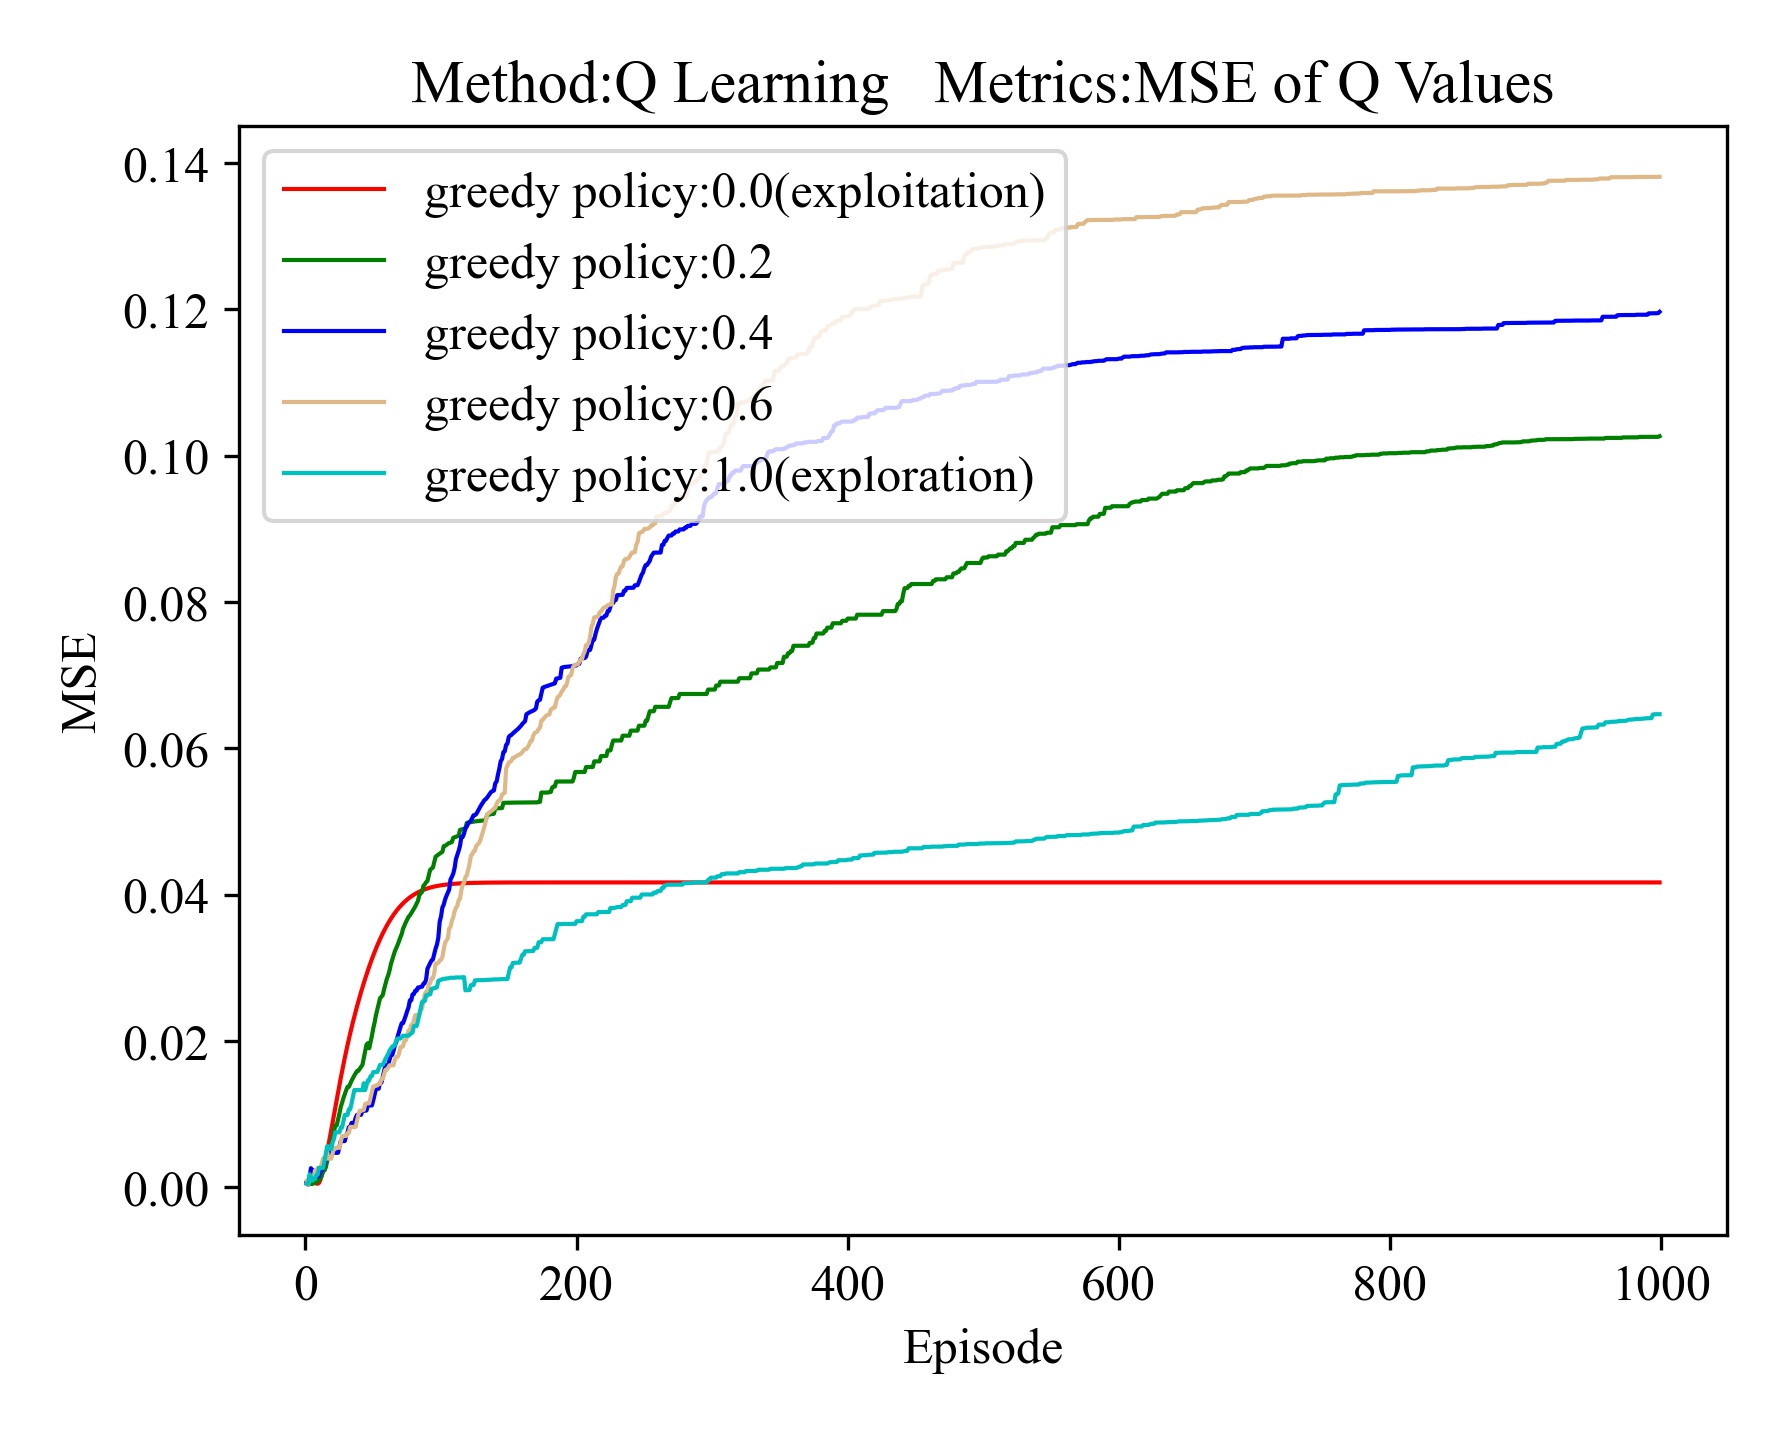 Method:Q Learning   Metrics:MSE of Q Values
greedy policy:0.0(exploitation)
greedy policy:0.2
greedy policy:0.4
greedy policy:0.6
greedy policy:1.0(exploration)
MSE
0.14
0.12
0.10
0.08
0.06
0.04
0.02
0.00
0 200 400 600 800 1000
Episode